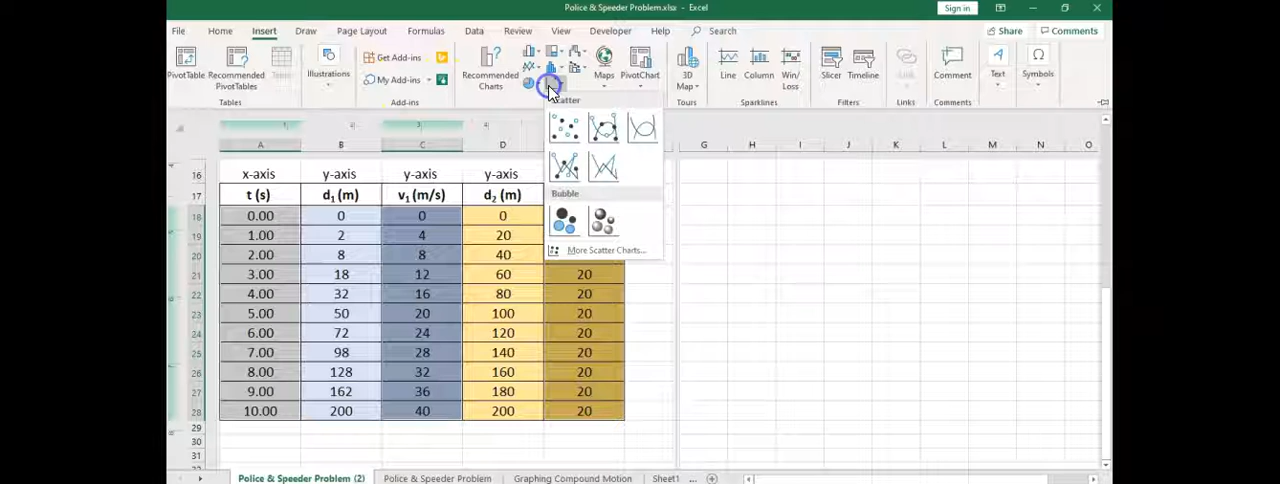 Police & Speeder Problem.xlsx - Excel
Sign in
File Home Insert Draw Page Layout Formulas Data Review View Developer Help Search Share Comments
PivotTable Recommended PivotTables Illustrations Get Add-ins My Add-ins Recommended Charts Maps PivotChart 3D Map Line Column Win/Loss Slicer Timeline Link Comment Text Symbols
Tables Add-ins Tours Sparklines Filters Links Comments
Scatter
Bubble
More Scatter Charts...
A B C D G H I J K L M N O
16 x-axis y-axis y-axis y-axis
17 t (s) d₁ (m) v₁ (m/s) d₂ (m)
18 0.00 0 0 0
19 1.00 2 4 20
20 2.00 8 8 40
21 3.00 18 12 60 20
22 4.00 32 16 80 20
23 5.00 50 20 100 20
24 6.00 72 24 120 20
25 7.00 98 28 140 20
26 8.00 128 32 160 20
27 9.00 162 36 180 20
28 10.00 200 40 200 20
29
30
31
Police & Speeder Problem (2) Police & Speeder Problem Graphing Compound Motion Sheet1 ...